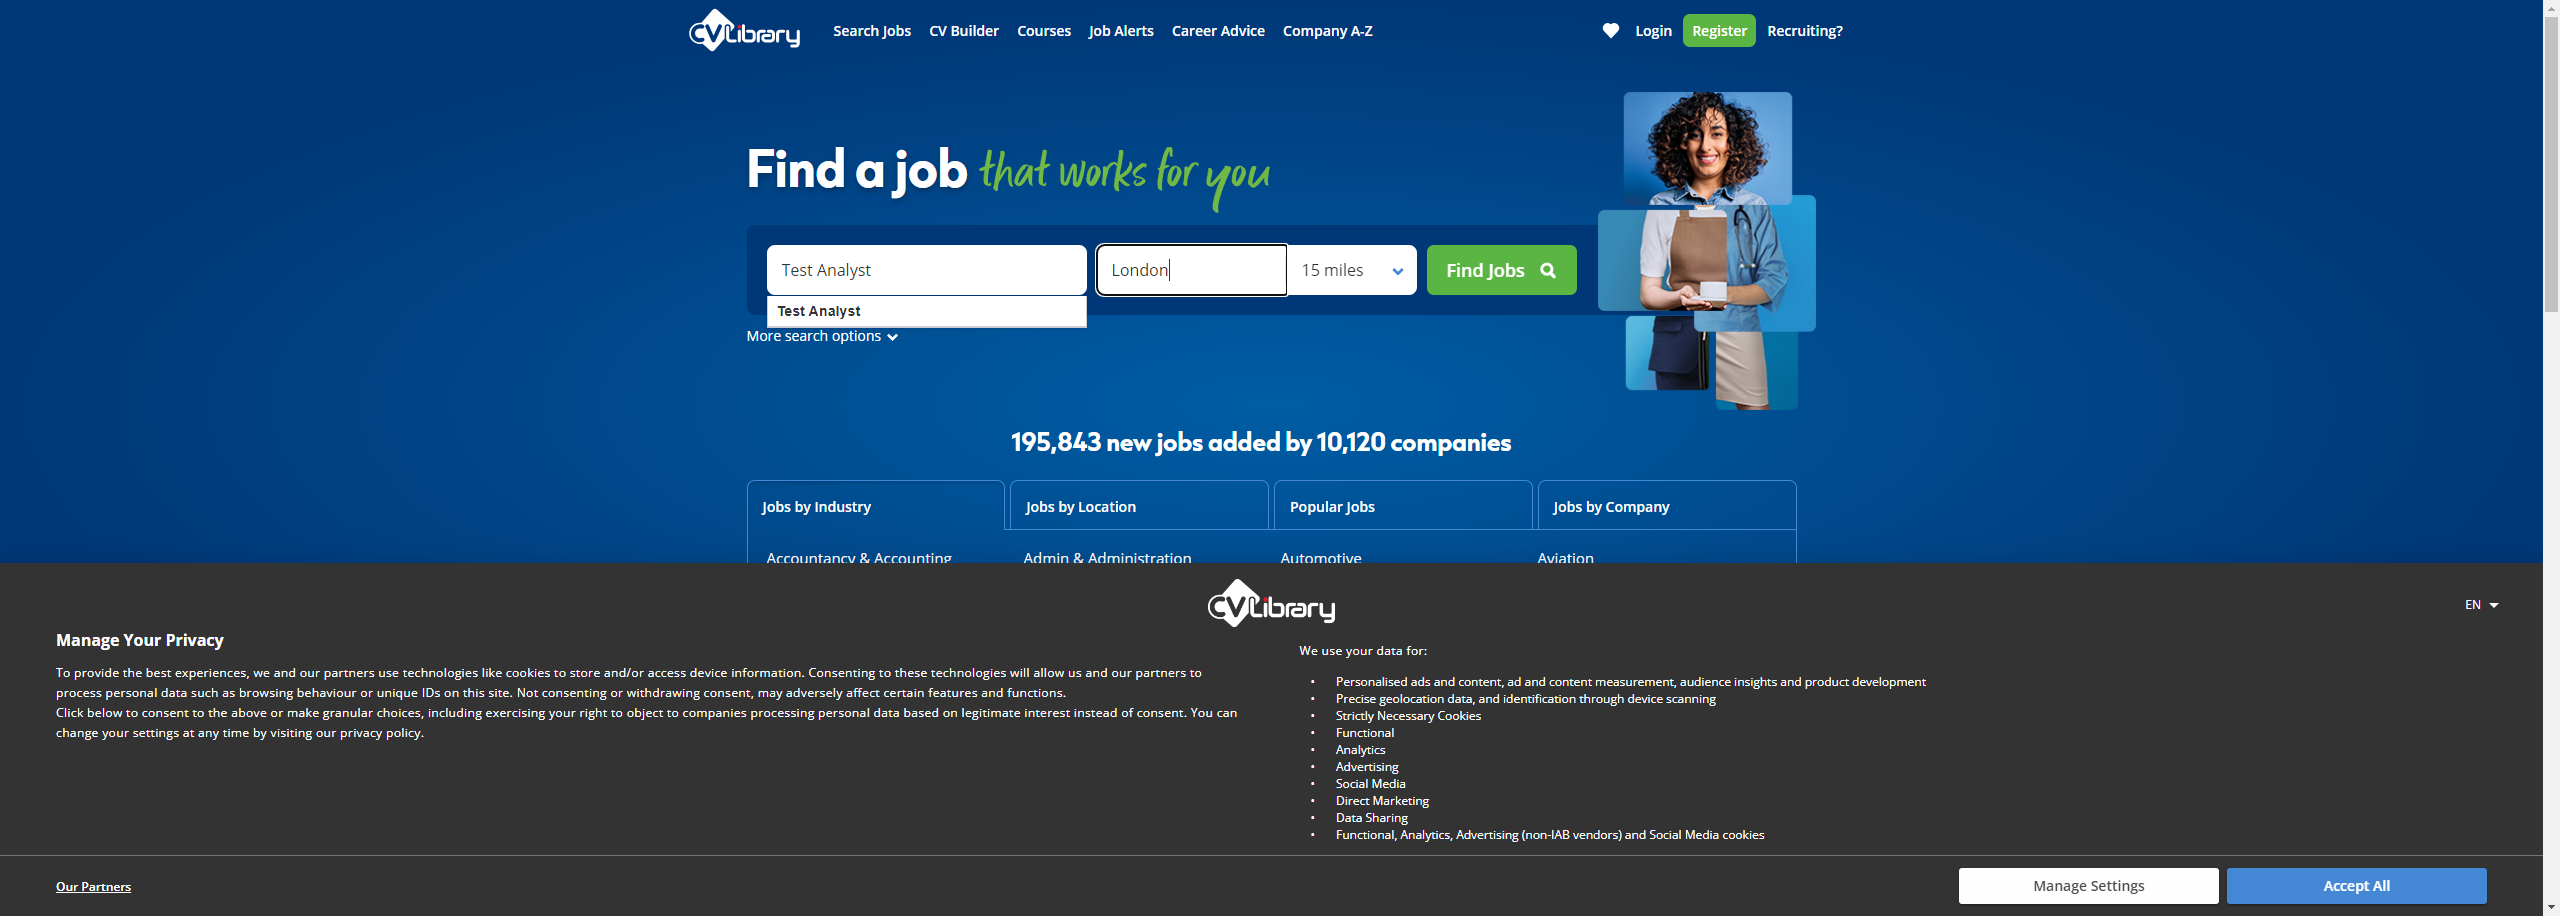 CV Library
Search Jobs
CV Builder
Courses
Job Alerts
Career Advice
Company A-Z
Login
Register
Recruiting?
Find a job that works for you
Test Analyst
London
15 miles
Find Jobs
Test Analyst
More search options
195,843 new jobs added by 10,120 companies
Jobs by Industry
Jobs by Location
Popular Jobs
Jobs by Company
Accountancy & Accounting
Admin & Administration
Automotive
Aviation
CV Library
EN
Manage Your Privacy
To provide the best experiences, we and our partners use technologies like cookies to store and/or access device information. Consenting to these technologies will allow us and our partners to
process personal data such as browsing behaviour or unique IDs on this site. Not consenting or withdrawing consent, may adversely affect certain features and functions.
Click below to consent to the above or make granular choices, including exercising your right to object to companies processing personal data based on legitimate interest instead of consent. You can
change your settings at any time by visiting our privacy policy.
We use your data for:
• Personalised ads and content, ad and content measurement, audience insights and product development
• Precise geolocation data, and identification through device scanning
• Strictly Necessary Cookies
• Functional
• Analytics
• Advertising
• Social Media
• Direct Marketing
• Data Sharing
• Functional, Analytics, Advertising (non-IAB vendors) and Social Media cookies
Our Partners
Manage Settings
Accept All